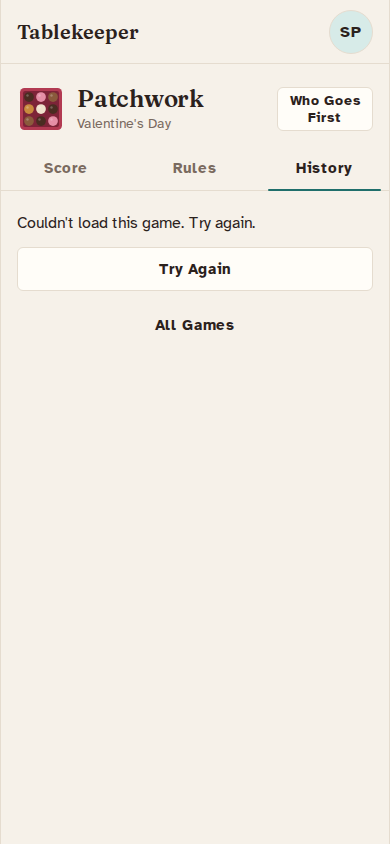 Tablekeeper
SP
Patchwork
Valentine's Day
Who Goes
First
Score
Rules
History
Couldn't load this game. Try again.
Try Again
All Games